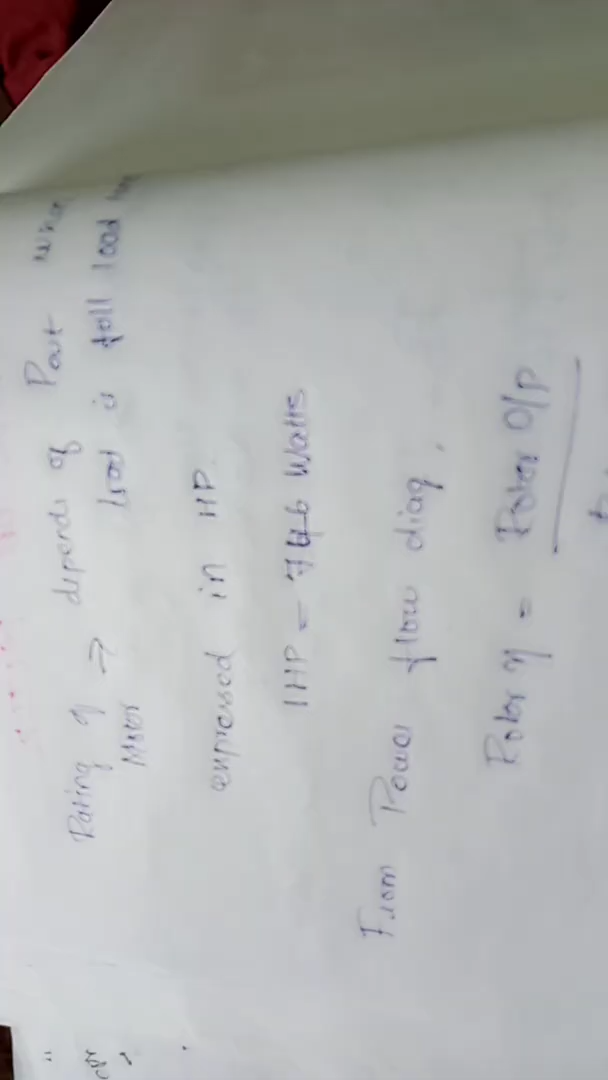 Rating of → depends of Pout when
Motor load is full load
expressed in HP.
1HP = 746 Watts
From Power flow diag,
Rotor η = Rotor O/P